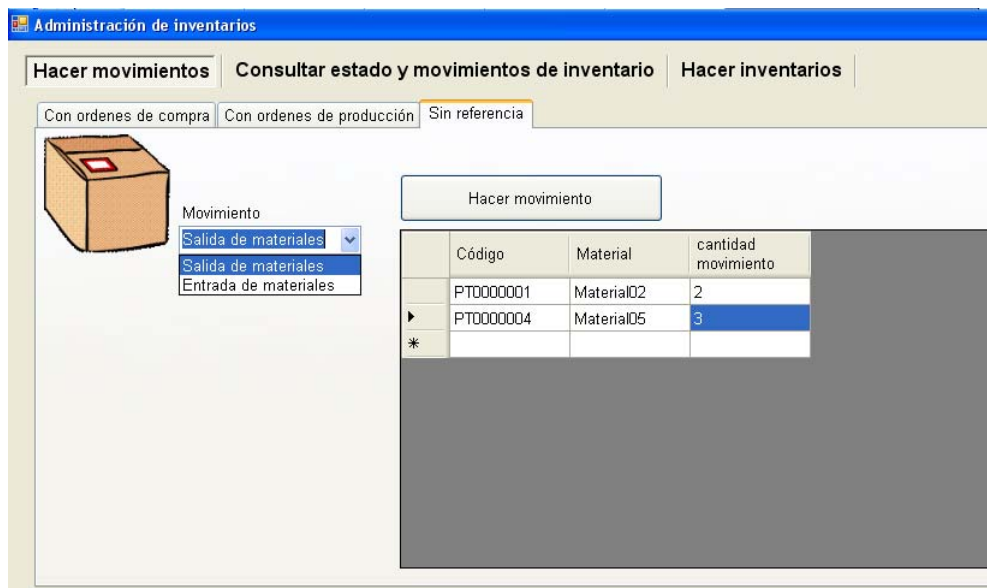 Administración de inventarios
Hacer movimientos Consultar estado y movimientos de inventario Hacer inventarios
Con ordenes de compra Con ordenes de producción Sin referencia
Hacer movimiento
Movimiento
Salida de materiales
Salida de materiales
Entrada de materiales
Código Material cantidad
movimiento
PT0000001 Material02 2
PT0000004 Material05 3
*